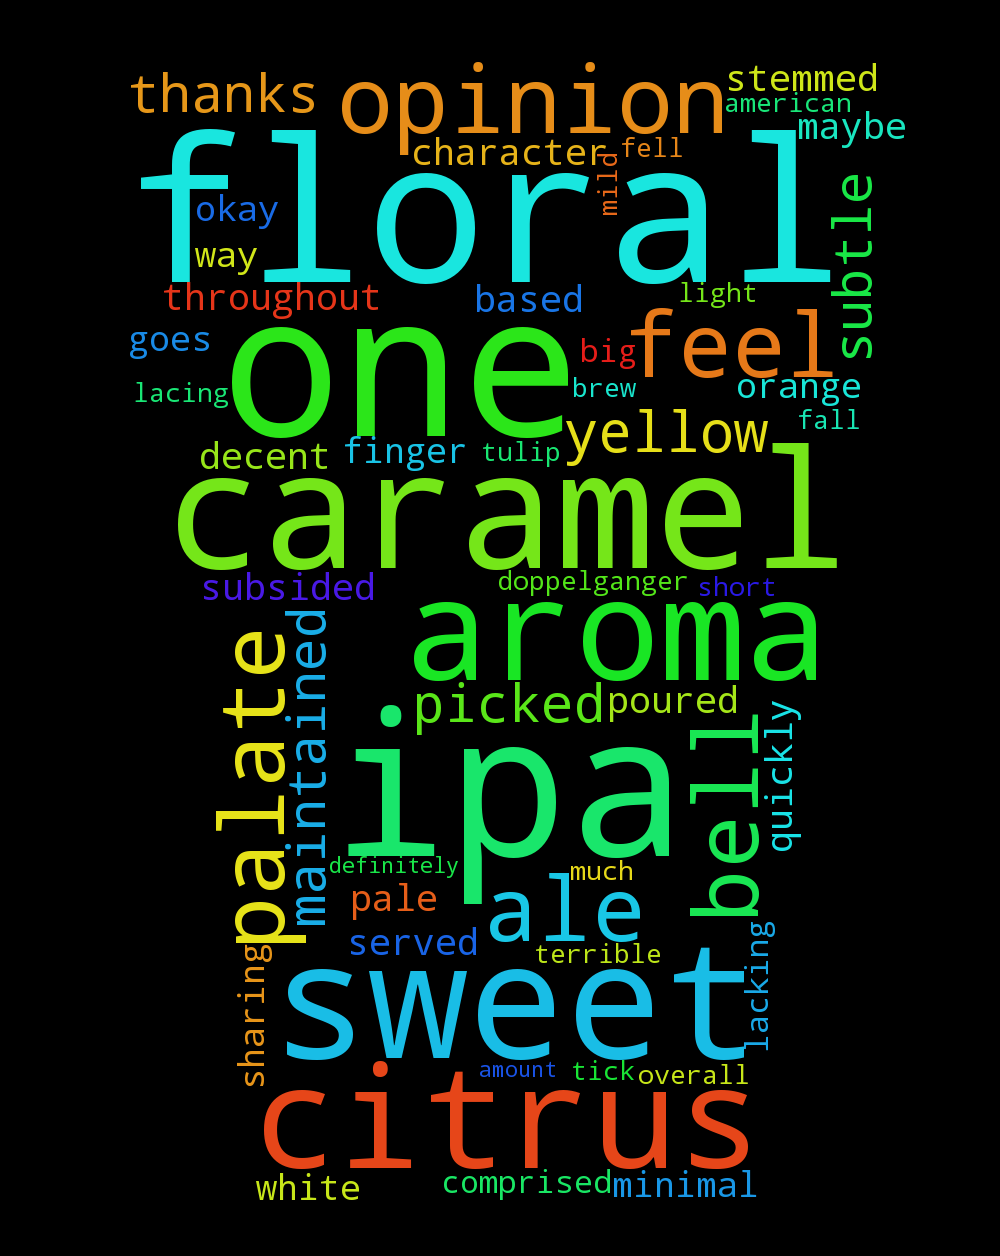 thanks
opinion
stemmed
american
maybe
character
fell
mild
floral
okay
way
subtle
throughout
based
light
goes
one
big
feel
lacing
brew
orange
fall
decent
finger
tulip
yellow
caramel
subsided
doppelganger
short
aroma
palate
maintained
picked
poured
ipa
bell
quickly
definitely
much
pale
ale
served
terrible
sharing
sweet
lacking
amount
tick
overall
citrus
white
comprised
minimal